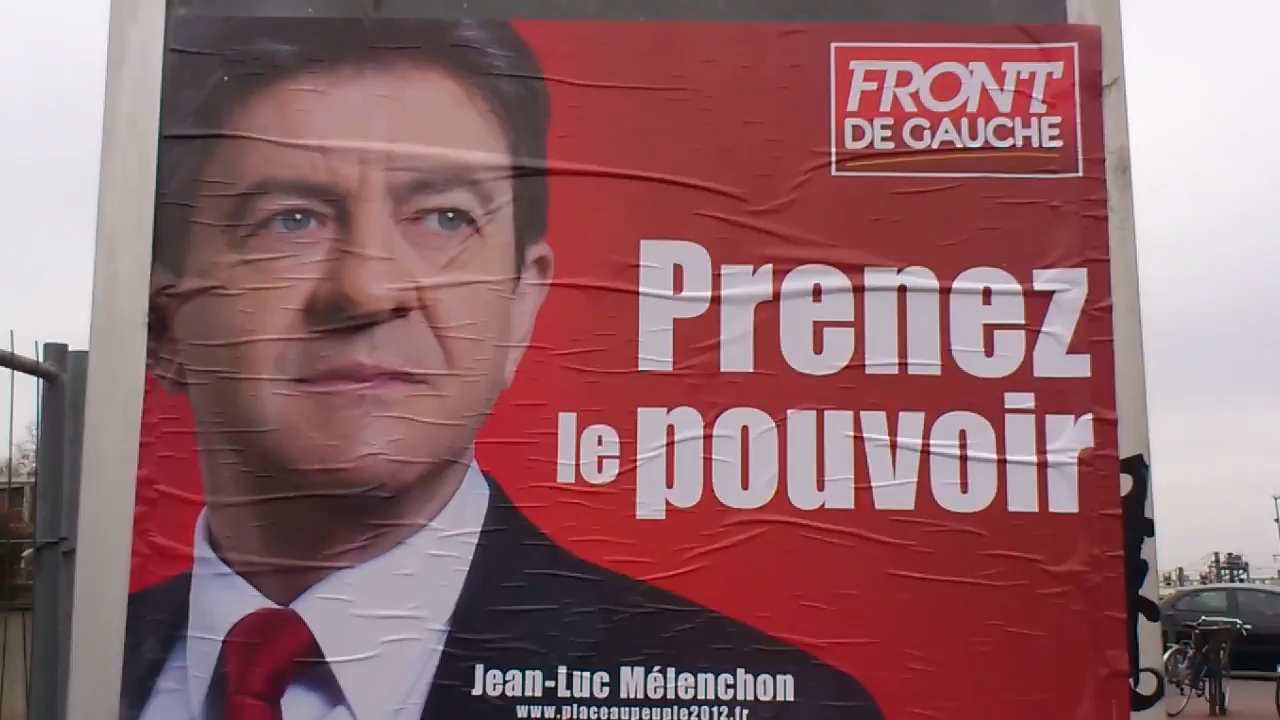 FRONT
DE GAUCHE
Prenez
le pouvoir
Jean-Luc Mélenchon
www.placeaupeuple2012.fr